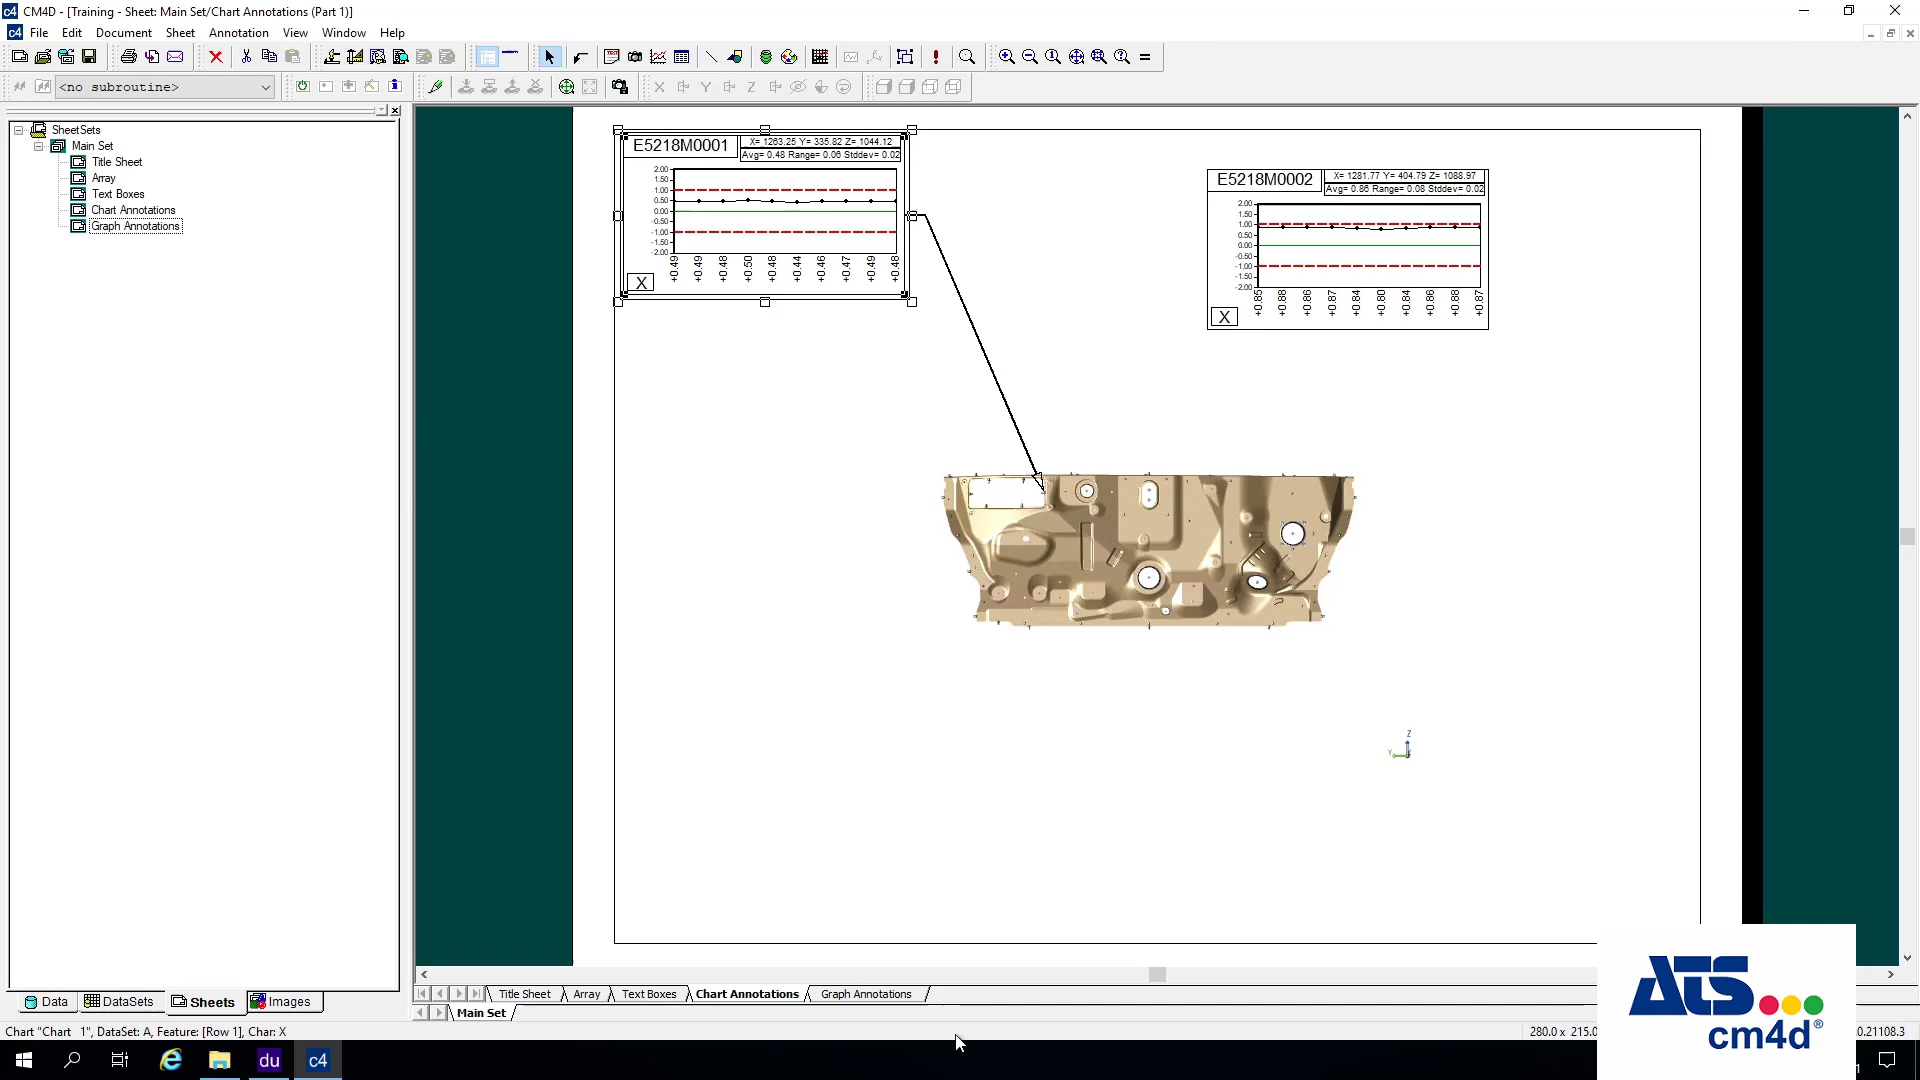 CM4D - [Training - Sheet: Main Set/Chart Annotations (Part 1)]
File Edit Document Sheet Annotation View Window Help
<no subroutine>
SheetSets
Main Set
Title Sheet
Array
Text Boxes
Chart Annotations
Graph Annotations
E5218M0001
X= 1263.25 Y= 335.82 Z= 1044.12
Avg= 0.48 Range= 0.06 Stddev= 0.02
2.00
1.50
1.00
0.50
0.00
-0.50
-1.00
-1.50
-2.00
+0.49 +0.49 +0.48 +0.50 +0.48 +0.44 +0.46 +0.47 +0.49 +0.48
X
E5218M0002
X= 1281.77 Y= 404.79 Z= 1088.97
Avg= 0.86 Range= 0.08 Stddev= 0.02
2.00
1.50
1.00
0.50
0.00
-0.50
-1.00
-1.50
-2.00
+0.85 +0.88 +0.86 +0.87 +0.84 +0.80 +0.84 +0.86 +0.88 +0.87
X
Z
Y
Data DataSets Sheets Images
Title Sheet Array Text Boxes Chart Annotations Graph Annotations
Main Set
Chart "Chart 1", DataSet: A, Feature: [Row 1], Char: X
280.0 x 215.0
0.21108.3
ATS
cm4d®
du
c4